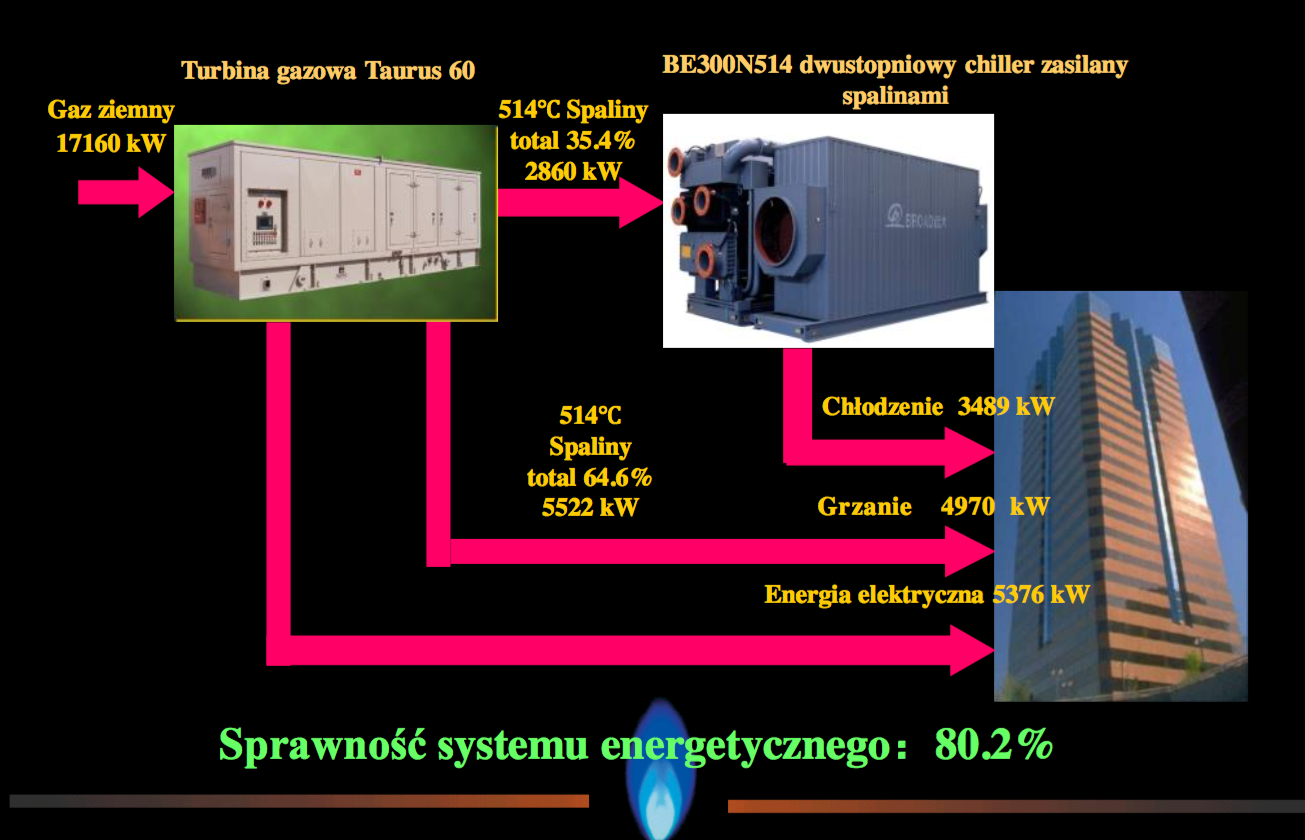 Turbina gazowa Taurus 60
BE300N514 dwustopniowy chiller zasilany
spalinami
Gaz ziemny
17160 kW
514℃ Spaliny
total 35.4%
2860 kW
BROAD
Chłodzenie 3489 kW
514℃
Spaliny
total 64.6%
5522 kW
Grzanie 4970 kW
Energia elektryczna 5376 kW
Sprawność systemu energetycznego：80.2%